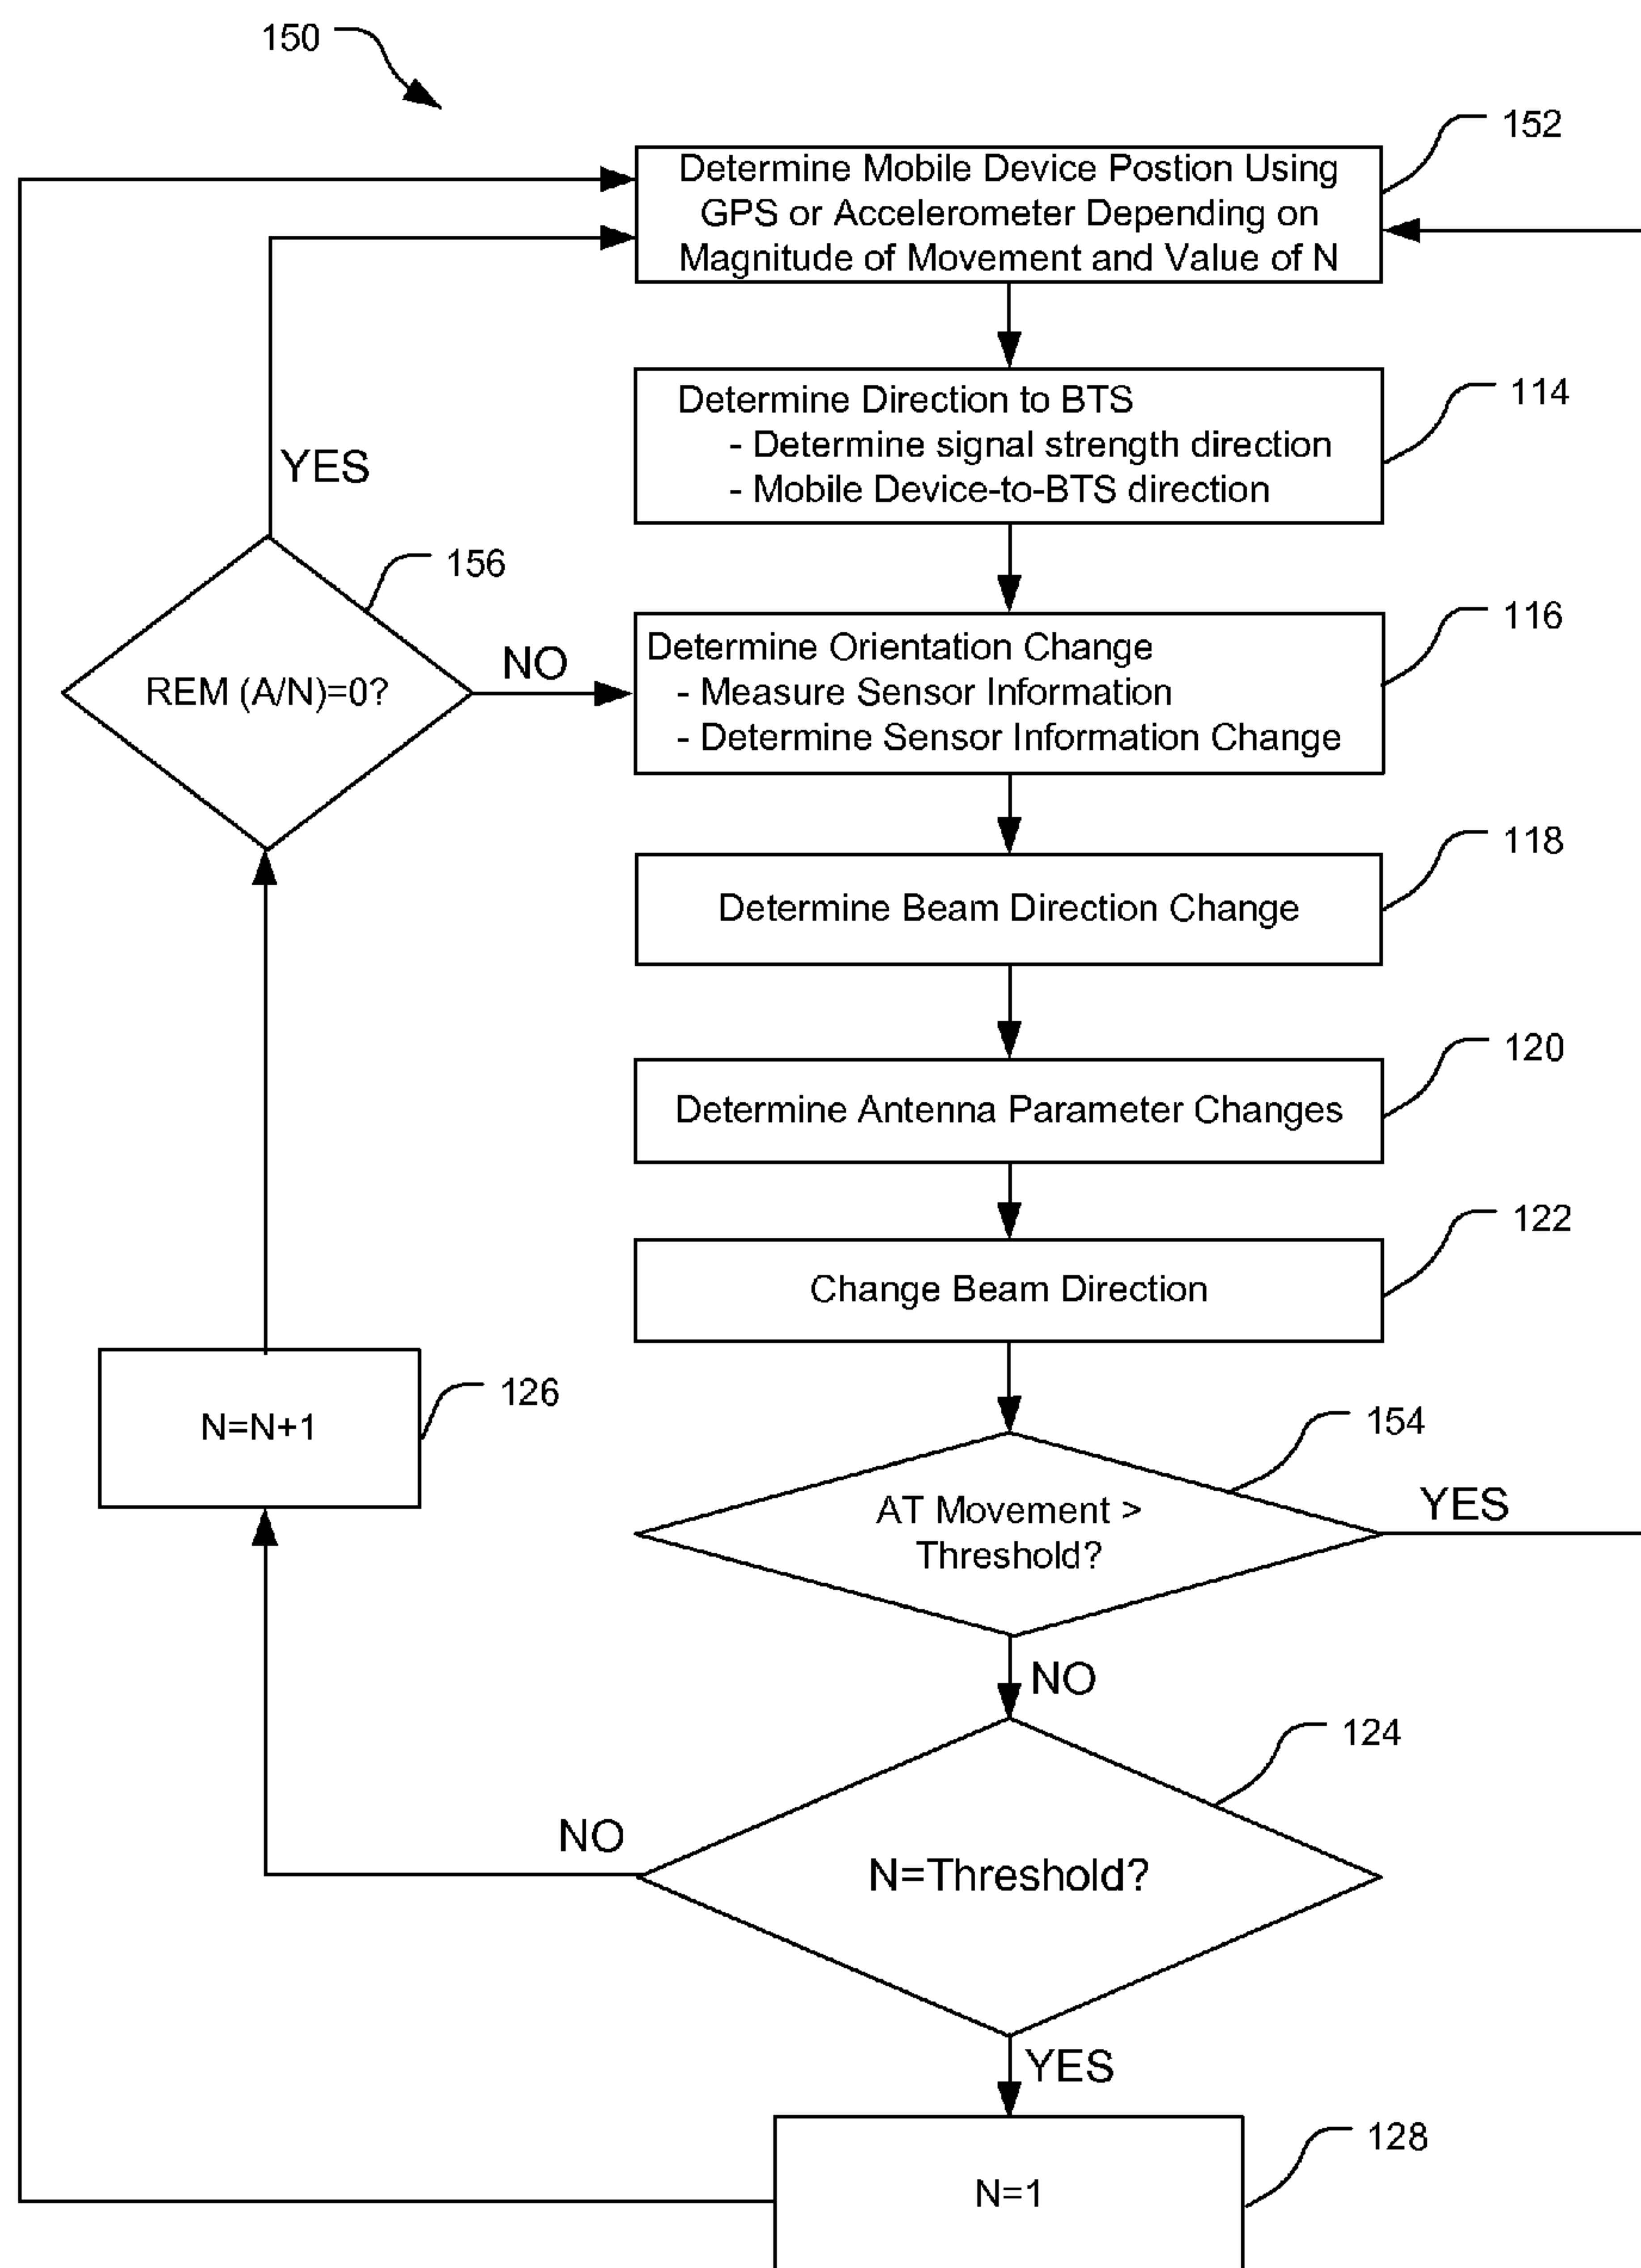 150
152
Determine Mobile Device Postion Using
GPS or Accelerometer Depending on
Magnitude of Movement and Value of N
114
Determine Direction to BTS
- Determine signal strength direction
- Mobile Device-to-BTS direction
YES
156
REM (A/N)=0?
NO
116
Determine Orientation Change
- Measure Sensor Information
- Determine Sensor Information Change
118
Determine Beam Direction Change
120
Determine Antenna Parameter Changes
122
Change Beam Direction
126
N=N+1
154
AT Movement >
Threshold?
YES
NO
124
NO
N=Threshold?
YES
128
N=1